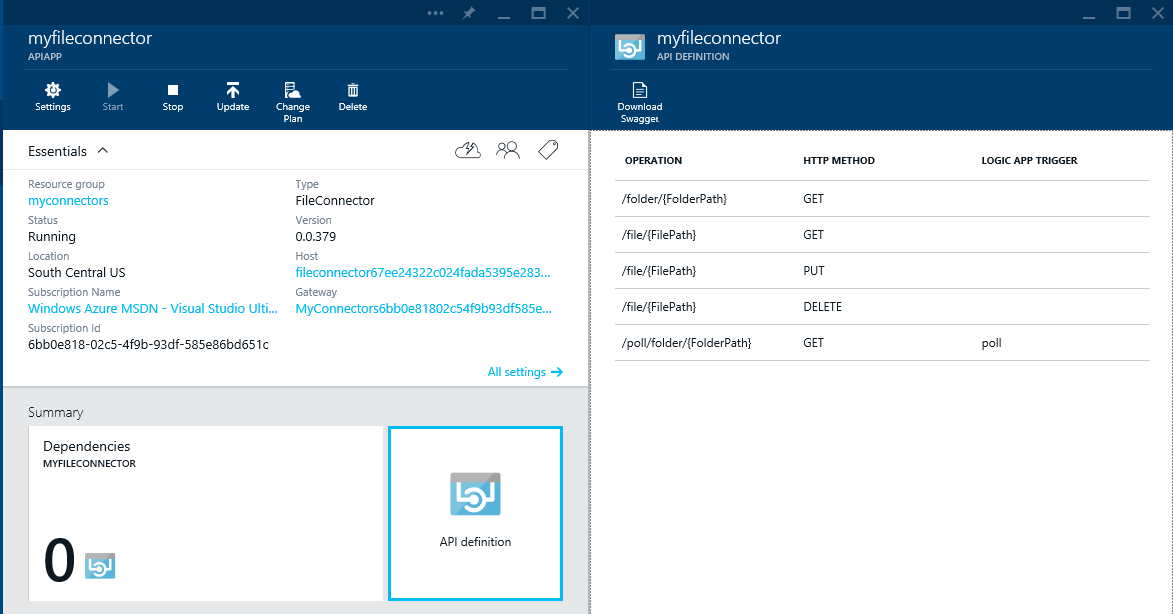 myfileconnector
APIAPP
Settings
Start
Stop
Update
Change
Plan
Delete
Essentials
Resource group
myconnectors
Type
FileConnector
Status
Running
Version
0.0.379
Location
South Central US
Host
fileconnector67ee24322c024fada5395e283...
Subscription Name
Windows Azure MSDN - Visual Studio Ulti...
Gateway
MyConnectors6bb0e81802c54f9b93df585e...
Subscription Id
6bb0e818-02c5-4f9b-93df-585e86bd651c
All settings
Summary
Dependencies
MYFILECONNECTOR
0
API definition
myfileconnector
API DEFINITION
Download
Swagger.
OPERATION HTTP METHOD LOGIC APP TRIGGER
/folder/{FolderPath} GET
/file/{FilePath} GET
/file/{FilePath} PUT
/file/{FilePath} DELETE
/poll/folder/{FolderPath} GET poll